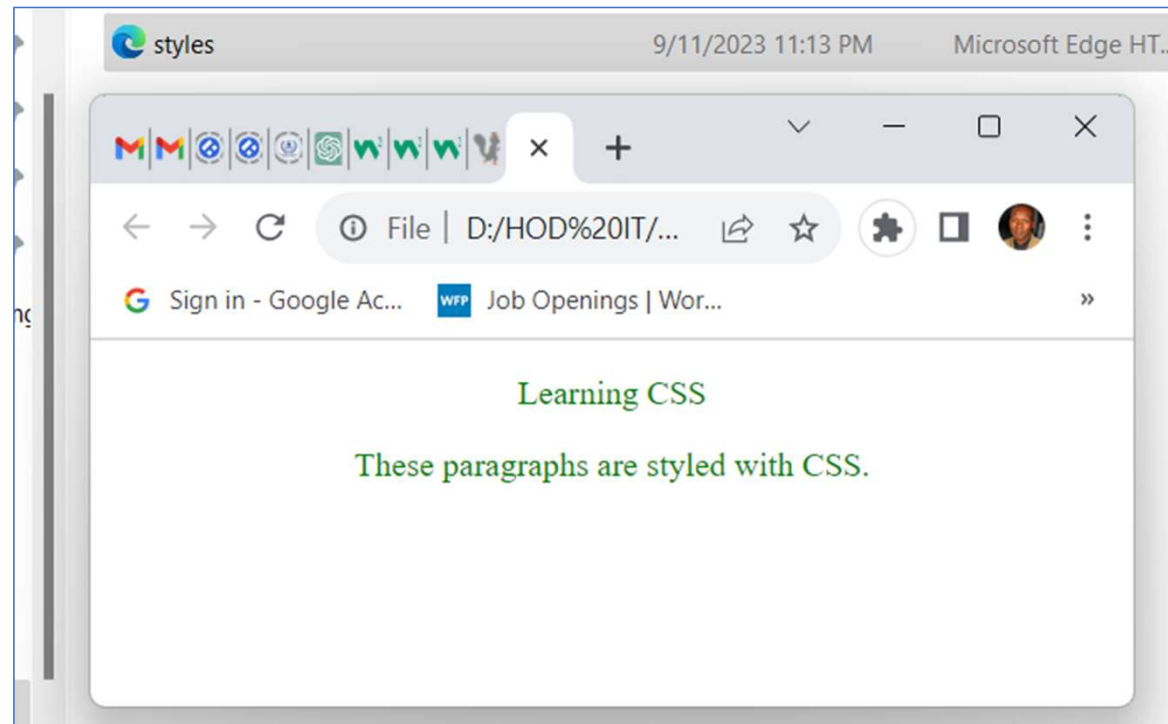 styles 9/11/2023 11:13 PM Microsoft Edge HT..
File D:/HOD%20IT/...
Sign in - Google Ac... WFP Job Openings | Wor...
Learning CSS
These paragraphs are styled with CSS.